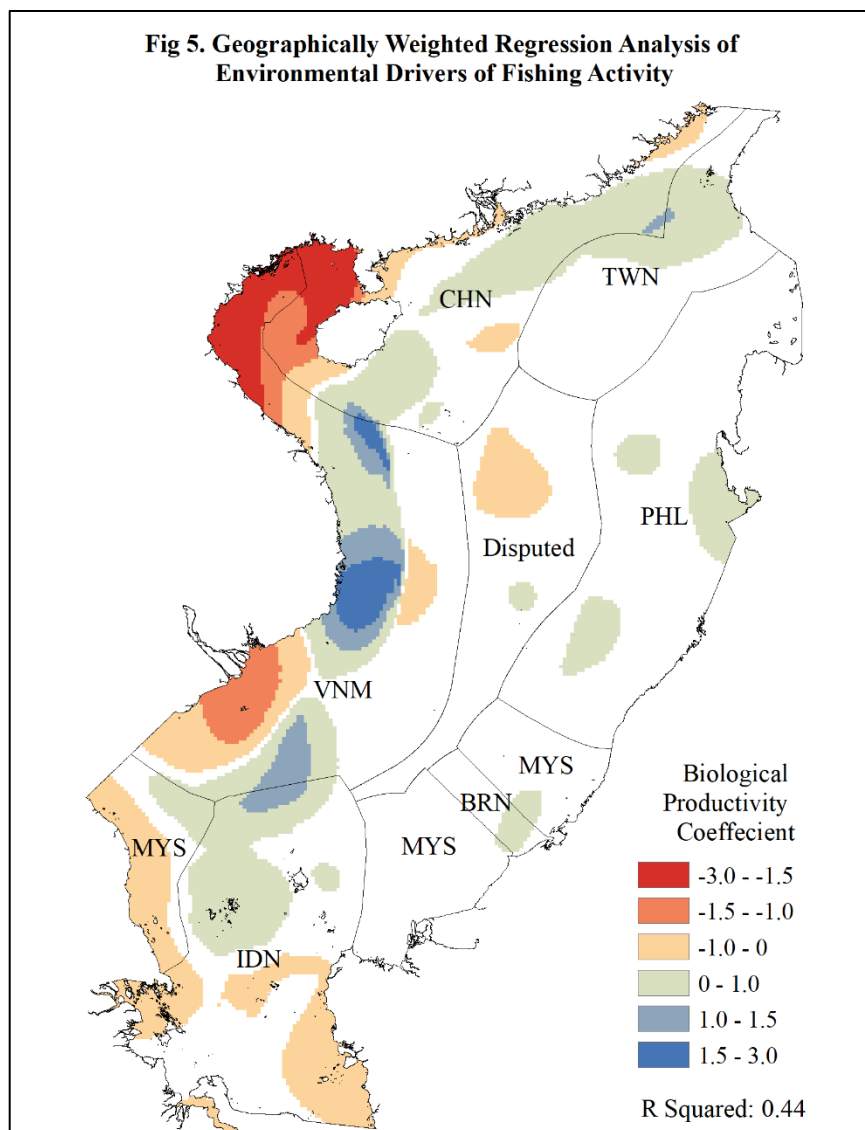 Fig 5. Geographically Weighted Regression Analysis of
Environmental Drivers of Fishing Activity
TWN
CHN
PHL
Disputed
VNM
MYS
BRN
MYS
MYS
IDN
Biological
Productivity
Coeffecient
-3.0 - -1.5
-1.5 - -1.0
-1.0 - 0
0 - 1.0
1.0 - 1.5
1.5 - 3.0
R Squared: 0.44